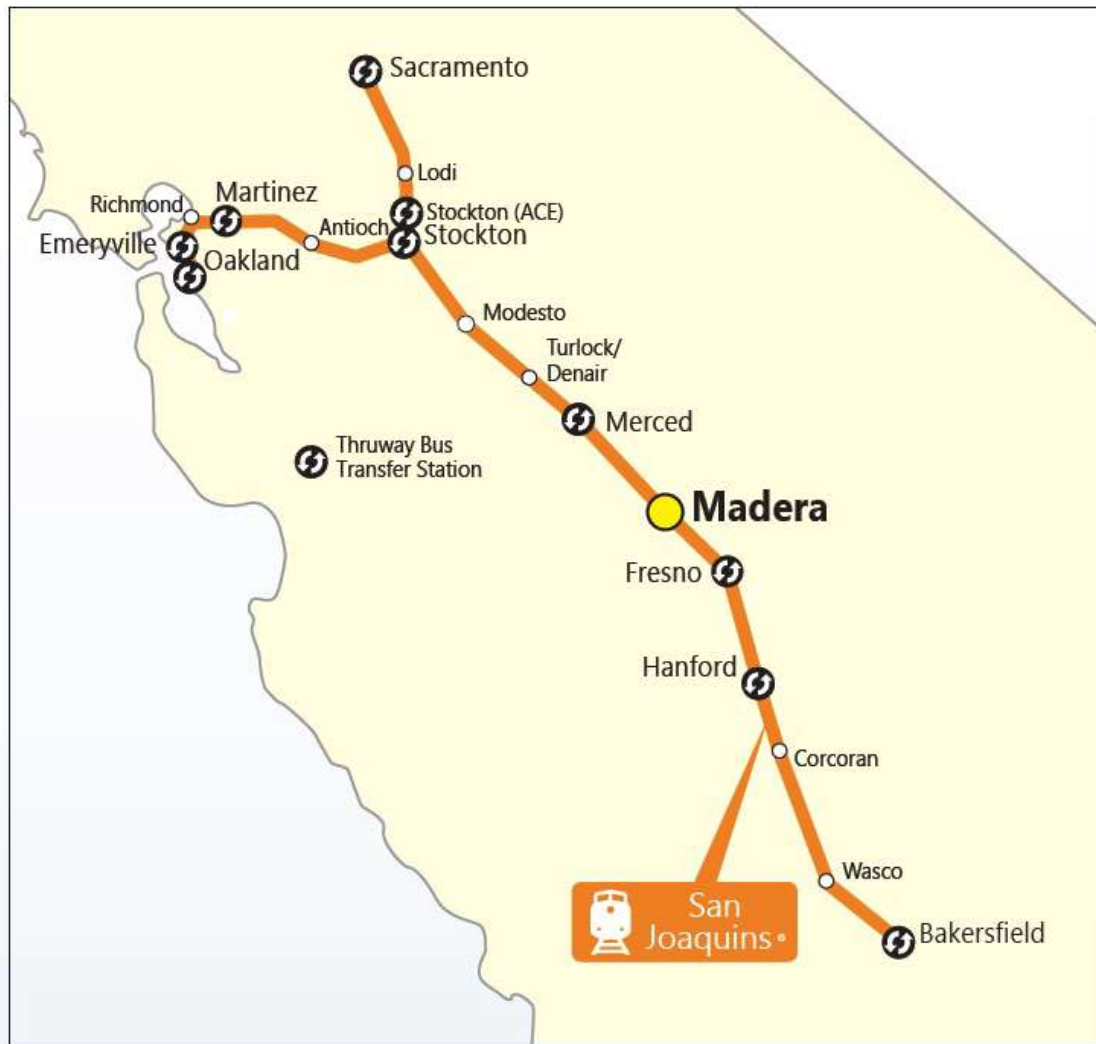 Sacramento
Lodi
Richmond
Martinez
Stockton (ACE)
Antioch
Stockton
Emeryville
Oakland
Modesto
Turlock/
Denair
Merced
Thruway Bus
Transfer Station
Madera
Fresno
Hanford
Corcoran
Wasco
San
Joaquins
Bakersfield